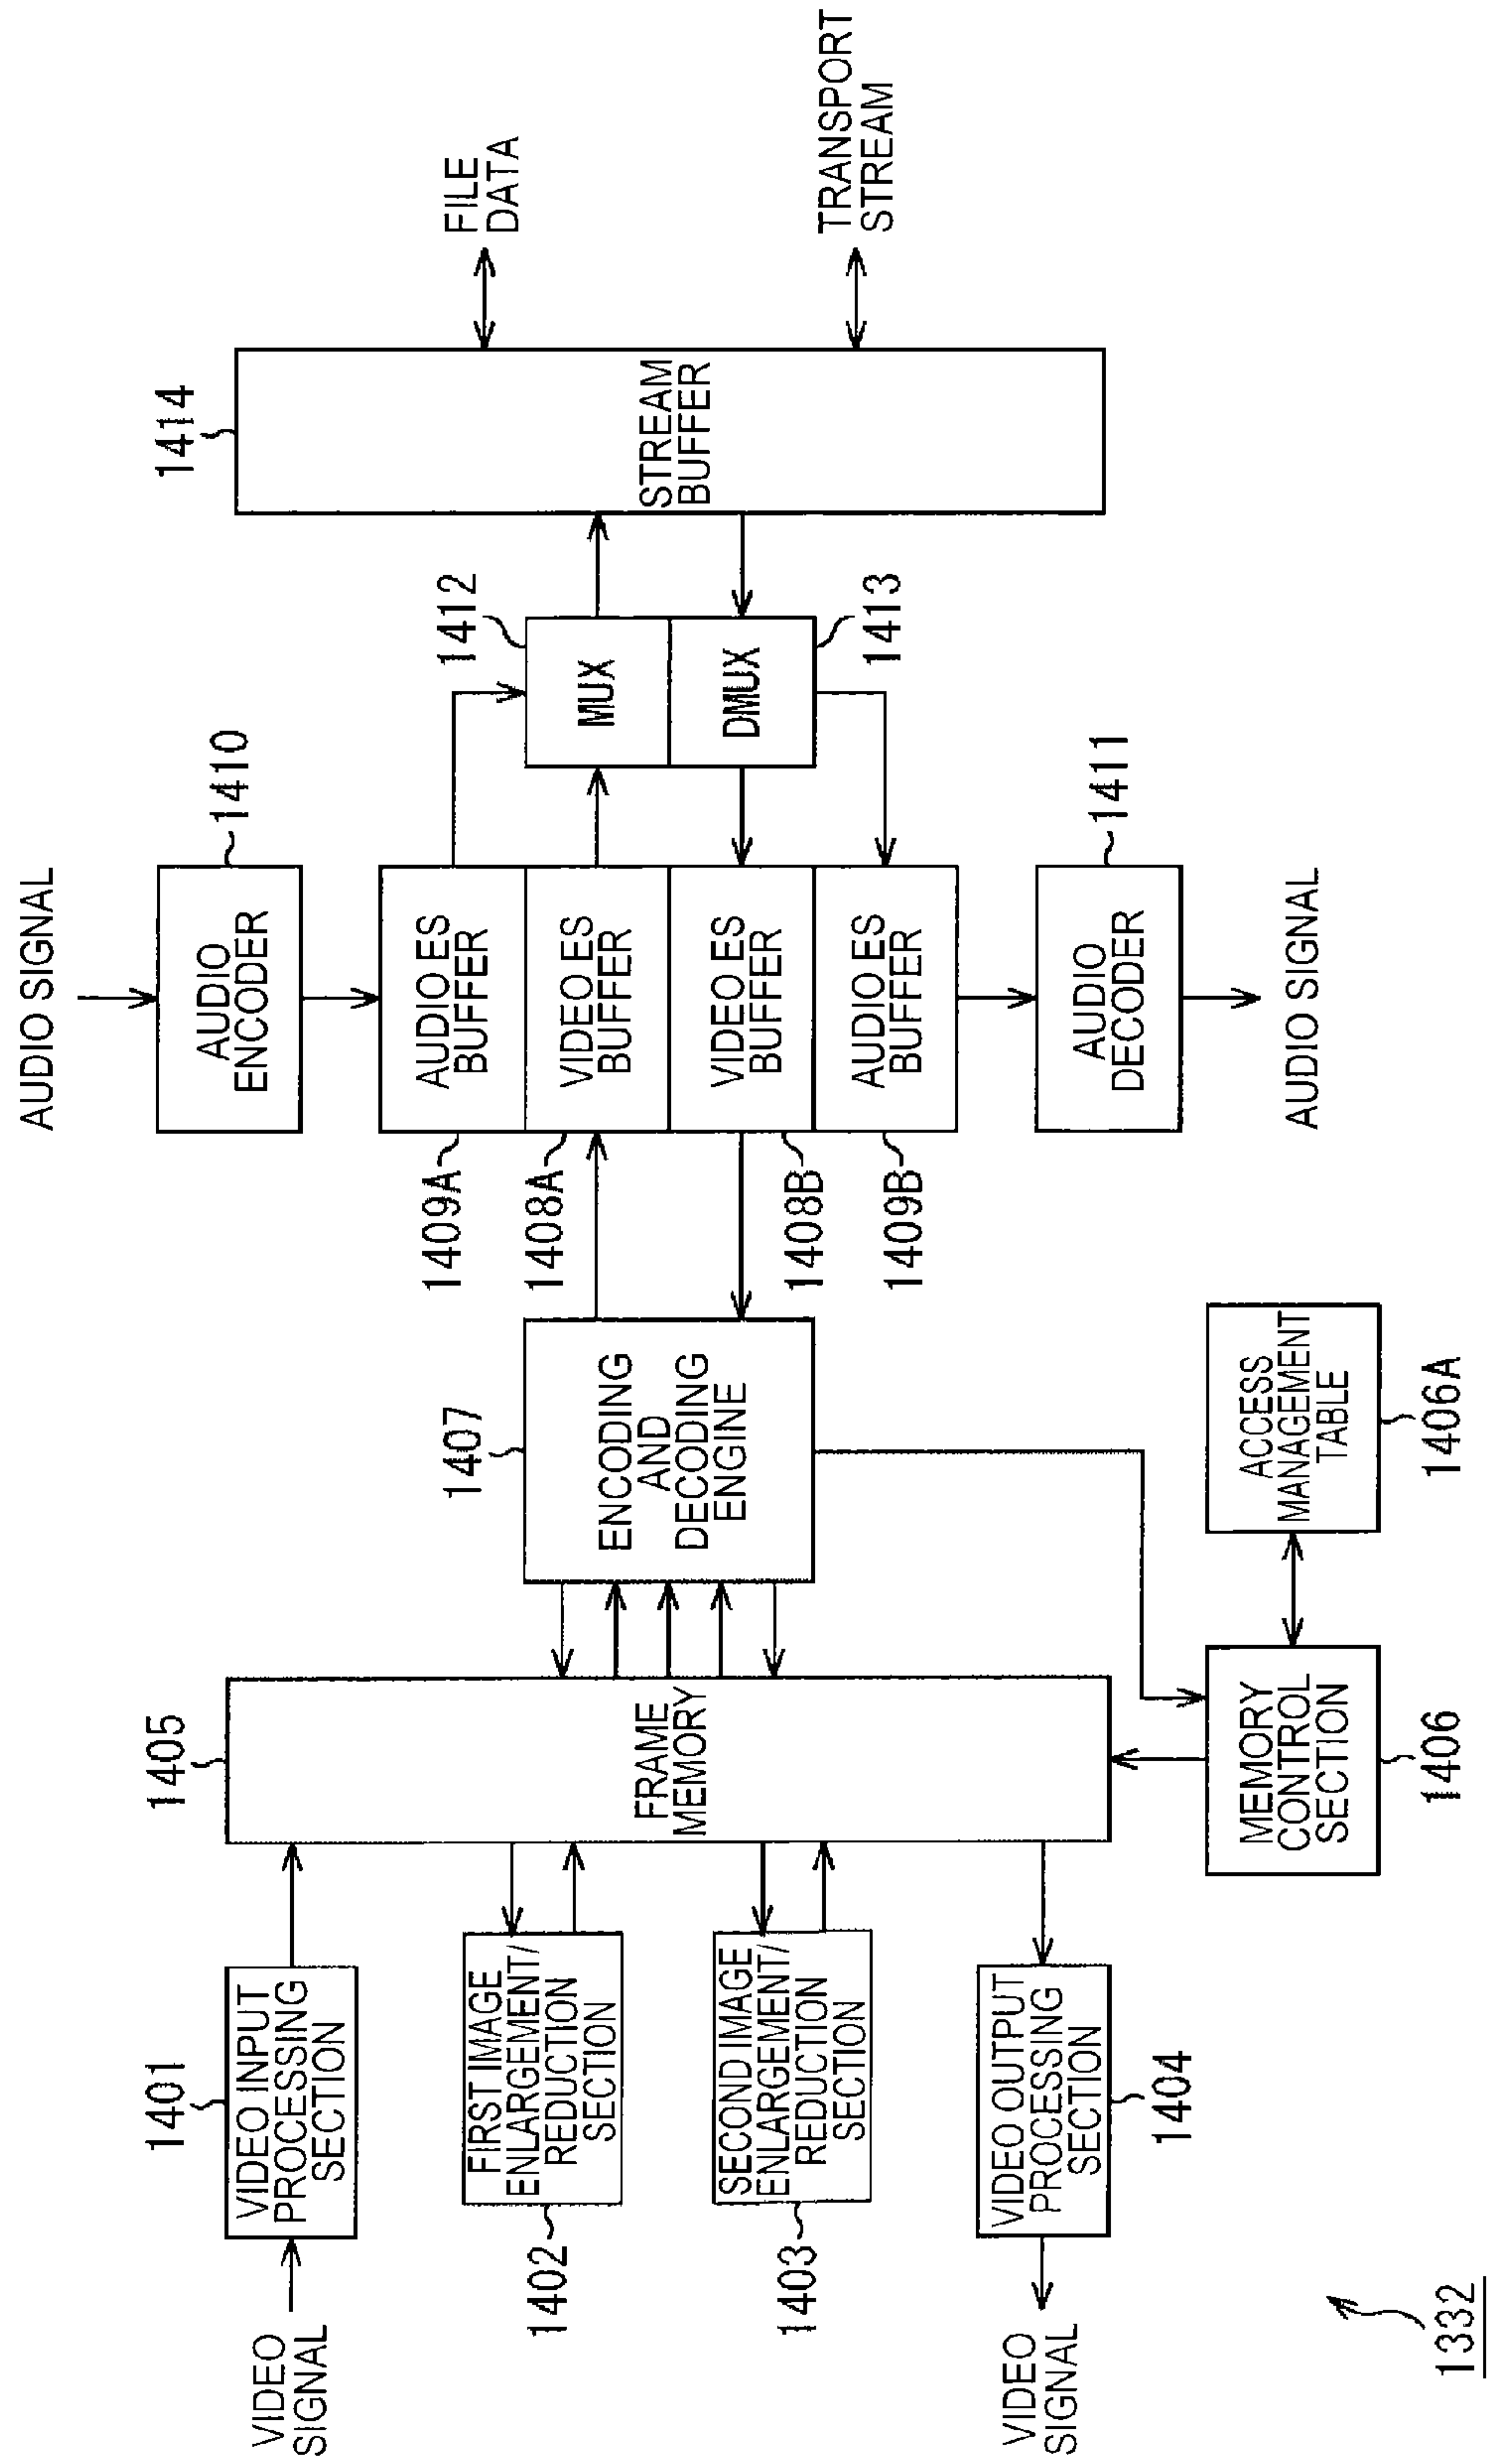 AUDIO SIGNAL
1410
AUDIO
ENCODER
1414
1401
VIDEO
SIGNAL
VIDEO INPUT
PROCESSING
SECTION
1405
FRAME
MEMORY
1402
FIRST IMAGE
ENLARGEMENT/
REDUCTION
SECTION
1403
SECOND IMAGE
ENLARGEMENT/
REDUCTION
SECTION
VIDEO
SIGNAL
VIDEO OUTPUT
PROCESSING
SECTION
1404
1407
ENCODING
AND
DECODING
ENGINE
MEMORY
CONTROL
SECTION
1406
ACCESS
MANAGEMENT
TABLE
1406A
1409A
AUDIO ES
BUFFER
1408A
VIDEO ES
BUFFER
1408B
VIDEO ES
BUFFER
1409B
AUDIO ES
BUFFER
1412
MUX
DMUX
1413
STREAM
BUFFER
FILE
DATA
TRANSPORT
STREAM
AUDIO
DECODER
1411
AUDIO SIGNAL
1332